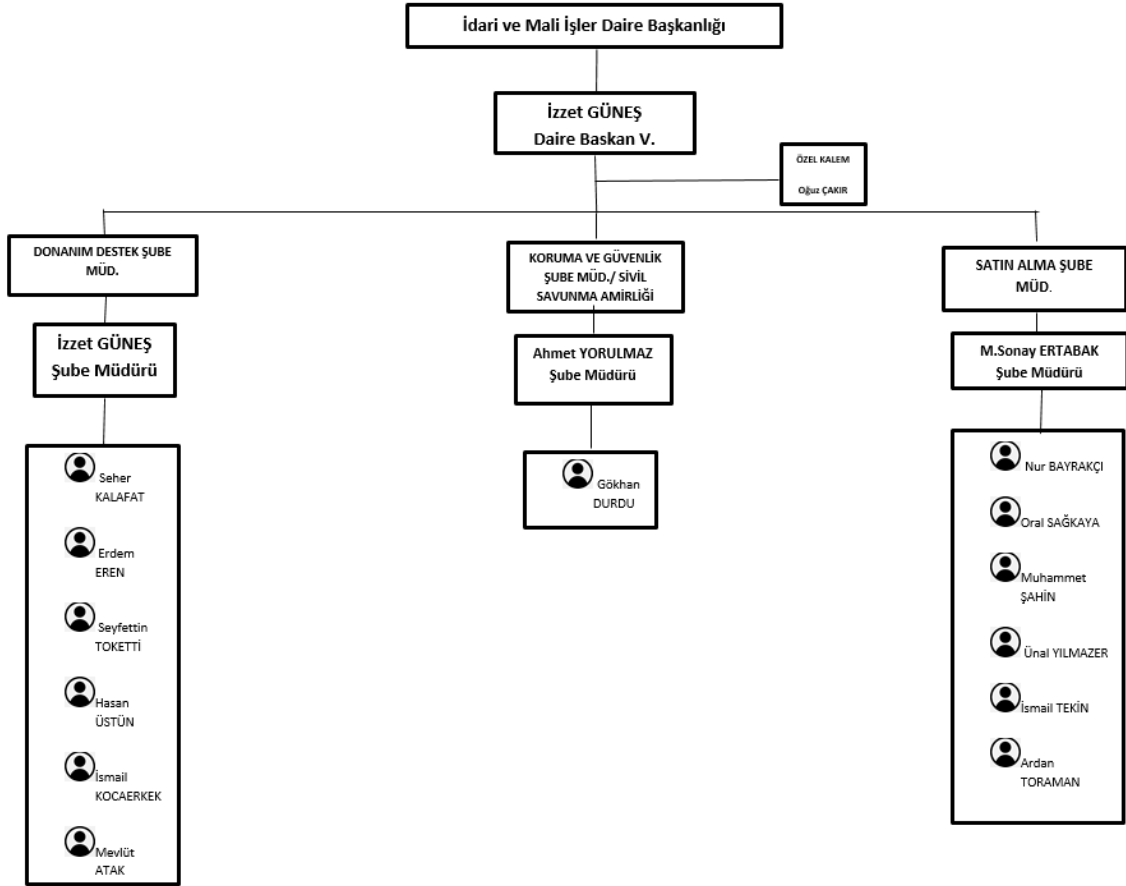 İdari ve Mali İşler Daire Başkanlığı
İzzet GÜNEŞ
Daire Baskan V.
ÖZEL KALEM
Oğuz ÇAKIR
DONANIM DESTEK ŞUBE
MÜD.
İzzet GÜNEŞ
Şube Müdürü
Seher
KALAFAT
Erdem
EREN
Seyfettin
TOKETTİ
Hasan
ÜSTÜN
İsmail
KOCAERKEK
Mevlüt
ATAK
KORUMA VE GÜVENLİK
ŞUBE MÜD./ SİVİL
SAVUNMA AMİRLİĞİ
Ahmet YORULMAZ
Şube Müdürü
Gökhan
DURDU
SATIN ALMA ŞUBE
MÜD.
M.Sonay ERTABAK
Şube Müdürü
Nur BAYRAKÇI
Oral SAĞKAYA
Muhammet
ŞAHİN
Ünal YILMAZER
İsmail TEKİN
Ardan
TORAMAN